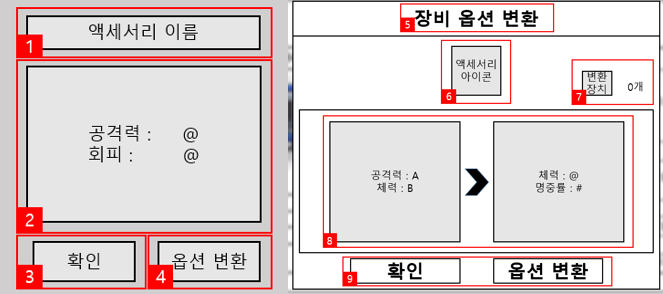 액세서리 이름
1
공격력 : @
회피 : @
2
확인
3
옵션 변환
4
장비 옵션 변환
5
액세서리
아이콘
6
변환
장치
0개
7
공격력 : A
체력 : B
체력 : @
명중률 : #
8
확인
옵션 변환
9